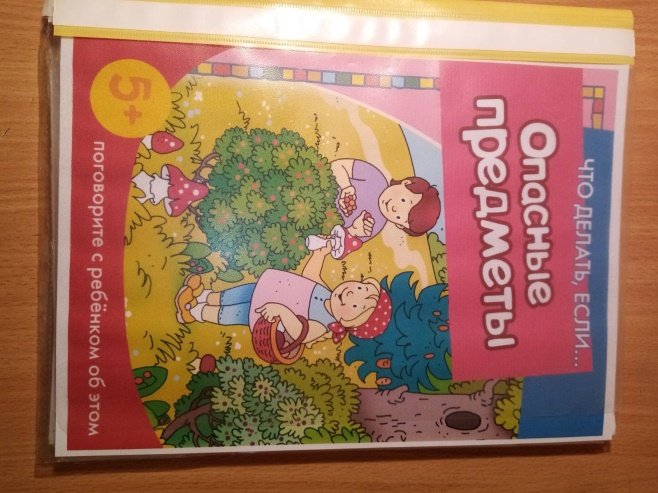 ЧТО ДЕЛАТЬ, ЕСЛИ...
Опасные
предметы
5+
поговорите с ребёнком об этом